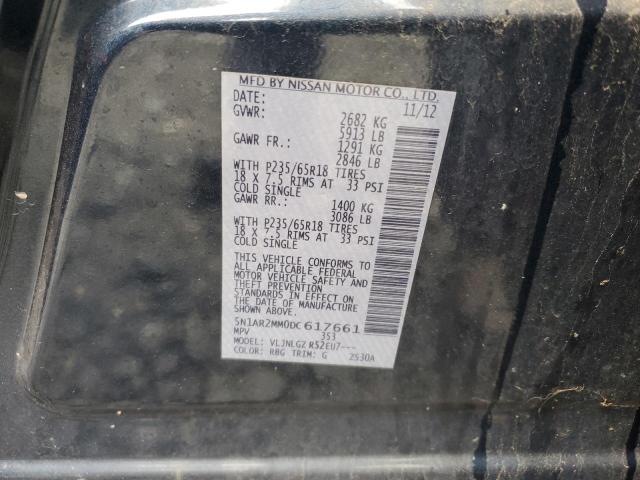 MFD BY NISSAN MOTOR CO., LTD.
DATE: 11/12
GVWR: 2682 KG
5913 LB
GAWR FR: 1291 KG
2846 LB
WITH P235/65R18 TIRES
18 X 7.5 RIMS AT 33 PSI
COLD SINGLE
GAWR RR.: 1400 KG
3086 LB
WITH P235/65R18 TIRES
18 X 7.5 RIMS AT 33 PSI
COLD SINGLE
THIS VEHICLE CONFORMS TO
ALL APPLICABLE FEDERAL
MOTOR VEHICLE SAFETY AND
THEFT PREVENTION
STANDARDS IN EFFECT ON
THE DATE OF MANUFACTURE
SHOWN ABOVE.
5N1AR2MM0DC617661
MPV 353
MODEL: VLJNLGZ R52EU7---
COLOR: RBG TRIM: G 2530A